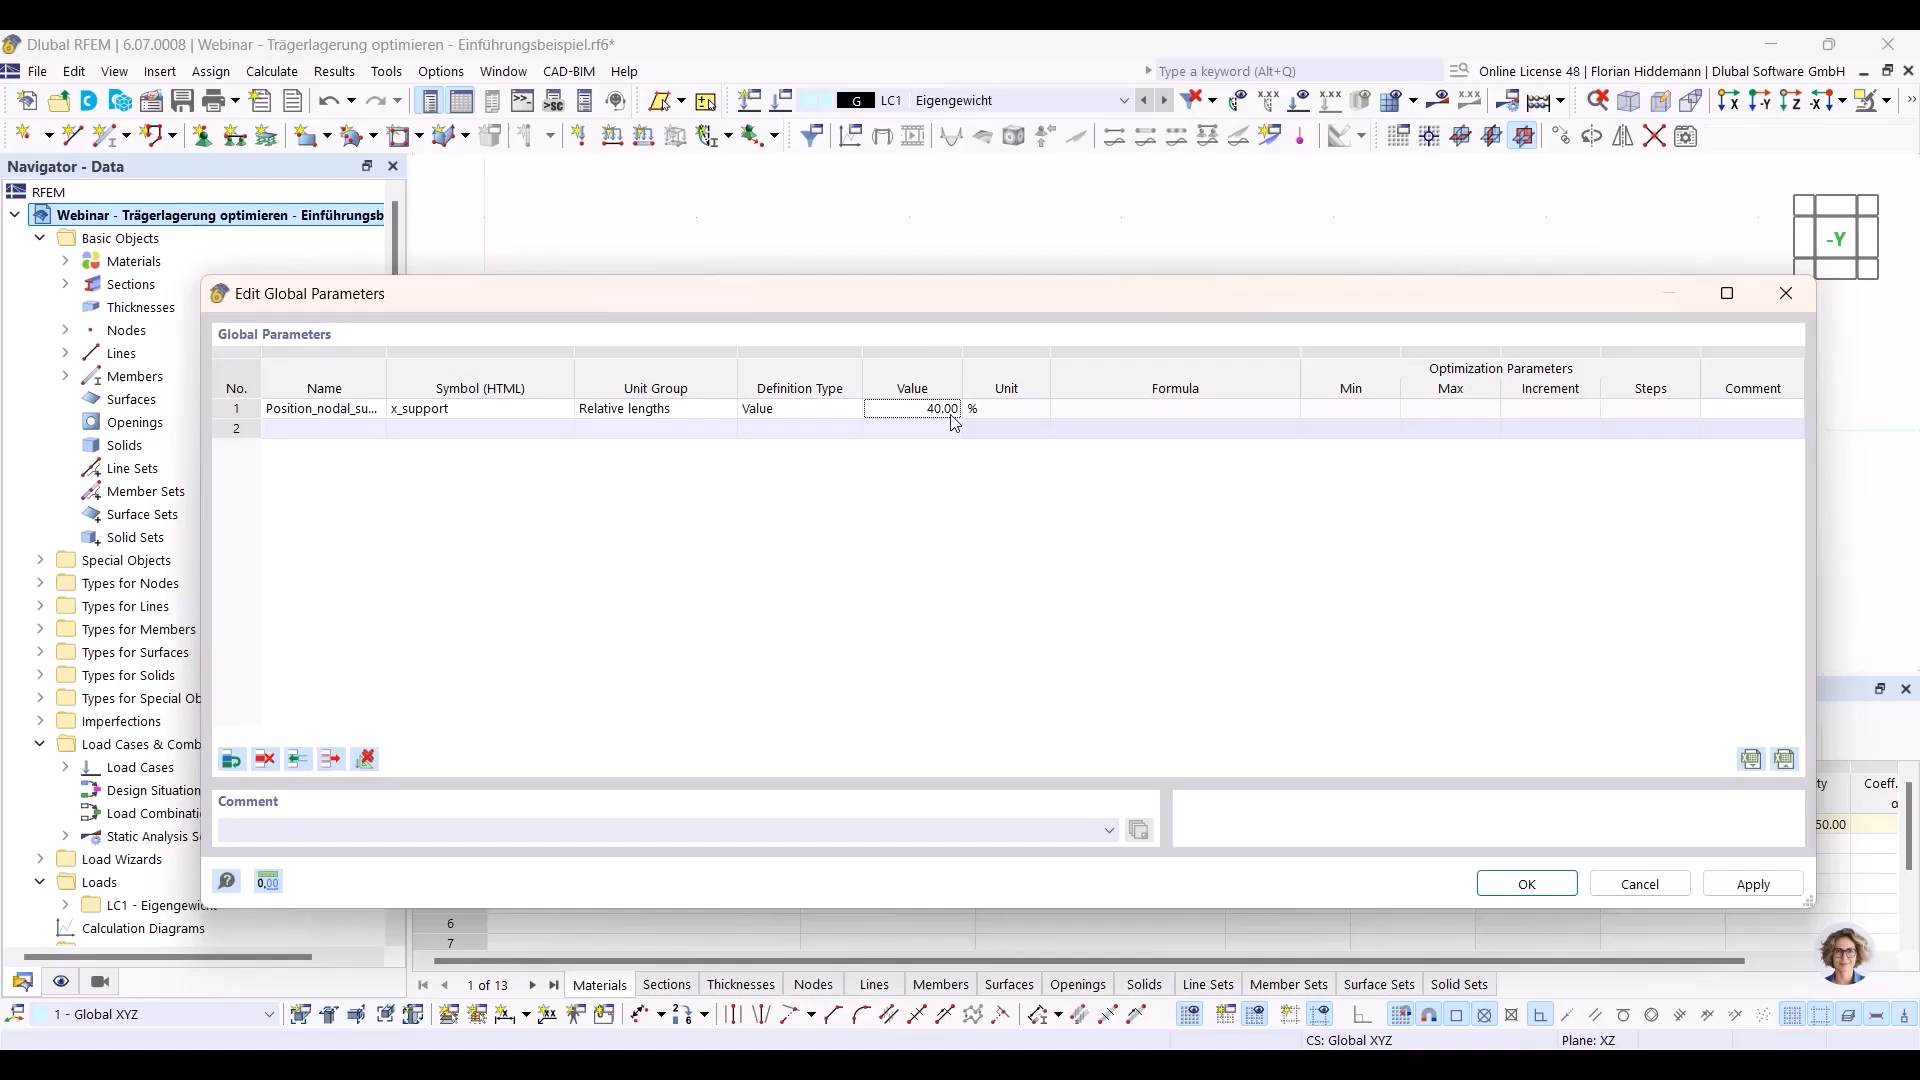 Dlubal RFEM | 6.07.0008 | Webinar - Trägerlagerung optimieren - Einführungsbeispiel.rf6*
File Edit View Insert Assign Calculate Results Tools Options Window CAD-BIM Help
Type a keyword (Alt+Q)
Online License 48 | Florian Hiddemann | Dlubal Software GmbH
G LC1 Eigengewicht
Navigator - Data
RFEM
Webinar - Trägerlagerung optimieren - Einführungsb
Basic Objects
Materials
Sections
Thicknesses
Nodes
Lines
Members
Surfaces
Openings
Solids
Line Sets
Member Sets
Surface Sets
Solid Sets
Special Objects
Types for Nodes
Types for Lines
Types for Members
Types for Surfaces
Types for Solids
Types for Special Ob
Imperfections
Load Cases & Comb
Load Cases
Design Situation
Load Combinati
Static Analysis S
Load Wizards
Loads
LC1 - Eigengewicht
Calculation Diagrams
-Y
Edit Global Parameters
Global Parameters
Optimization Parameters
No. Name Symbol (HTML) Unit Group Definition Type Value Unit Formula Min Max Increment Steps Comment
1 Position_nodal_su... x_support Relative lengths Value 40.00 %
2
Comment
0,00
OK Cancel Apply
ty Coeff.
α
50.00
6
7
1 of 13 Materials Sections Thicknesses Nodes Lines Members Surfaces Openings Solids Line Sets Member Sets Surface Sets Solid Sets
1 - Global XYZ
CS: Global XYZ
Plane: XZ